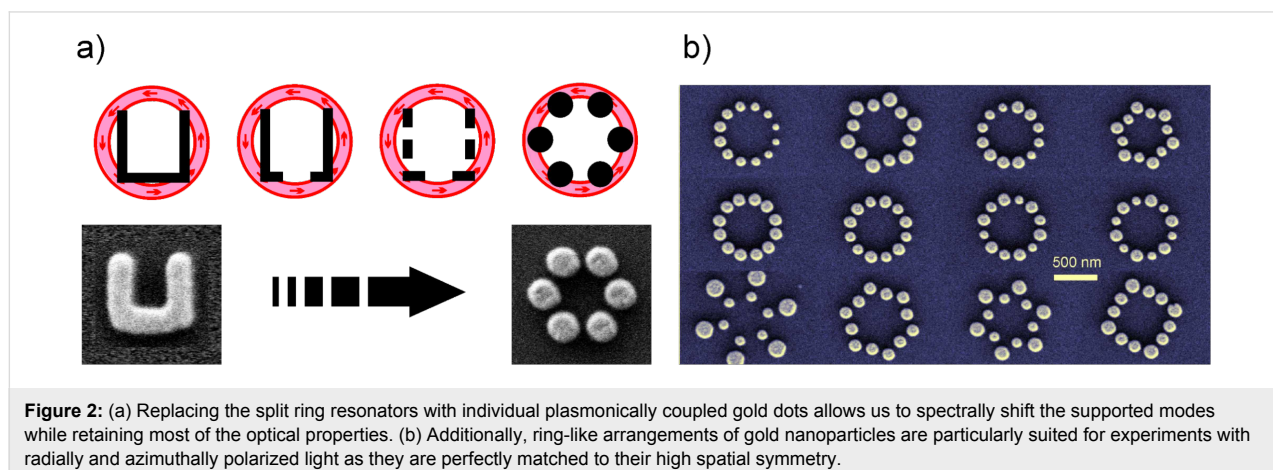 a)
b)
500 nm
Figure 2: (a) Replacing the split ring resonators with individual plasmonically coupled gold dots allows us to spectrally shift the supported modes
while retaining most of the optical properties. (b) Additionally, ring-like arrangements of gold nanoparticles are particularly suited for experiments with
radially and azimuthally polarized light as they are perfectly matched to their high spatial symmetry.